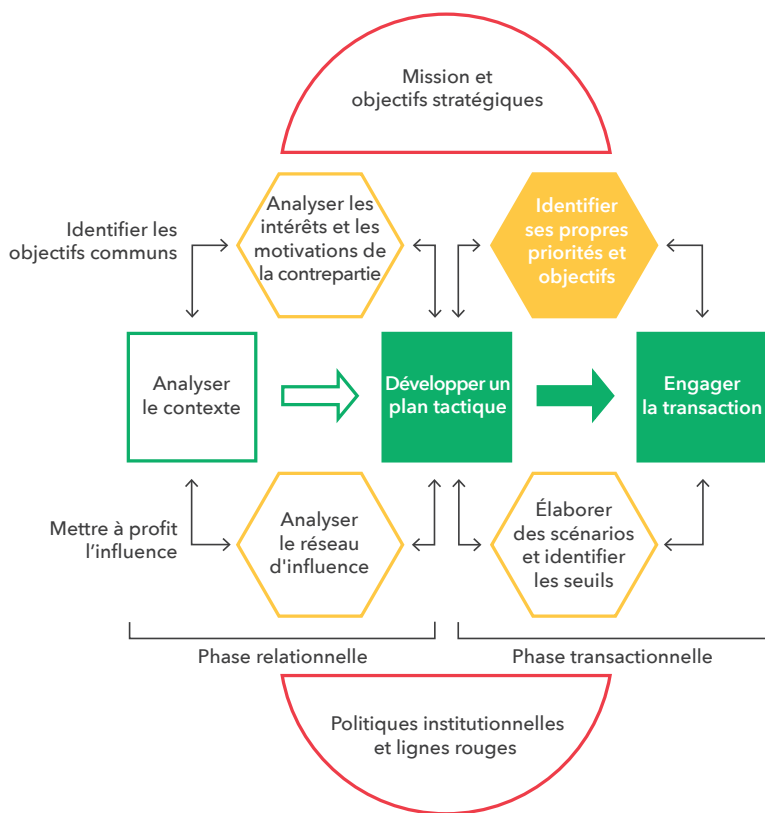 Mission et
objectifs stratégiques
Identifier les
objectifs communs
Analyser les
intérêts et les
motivations de
la contrepartie
Identifier
ses propres
priorités et
objectifs
Analyser
le contexte
Développer un
plan tactique
Engager
la transaction
Mettre à profit
l’influence
Analyser
le réseau
d'influence
Élaborer
des scénarios
et identifier
les seuils
Phase relationnelle
Phase transactionnelle
Politiques institutionnelles
et lignes rouges